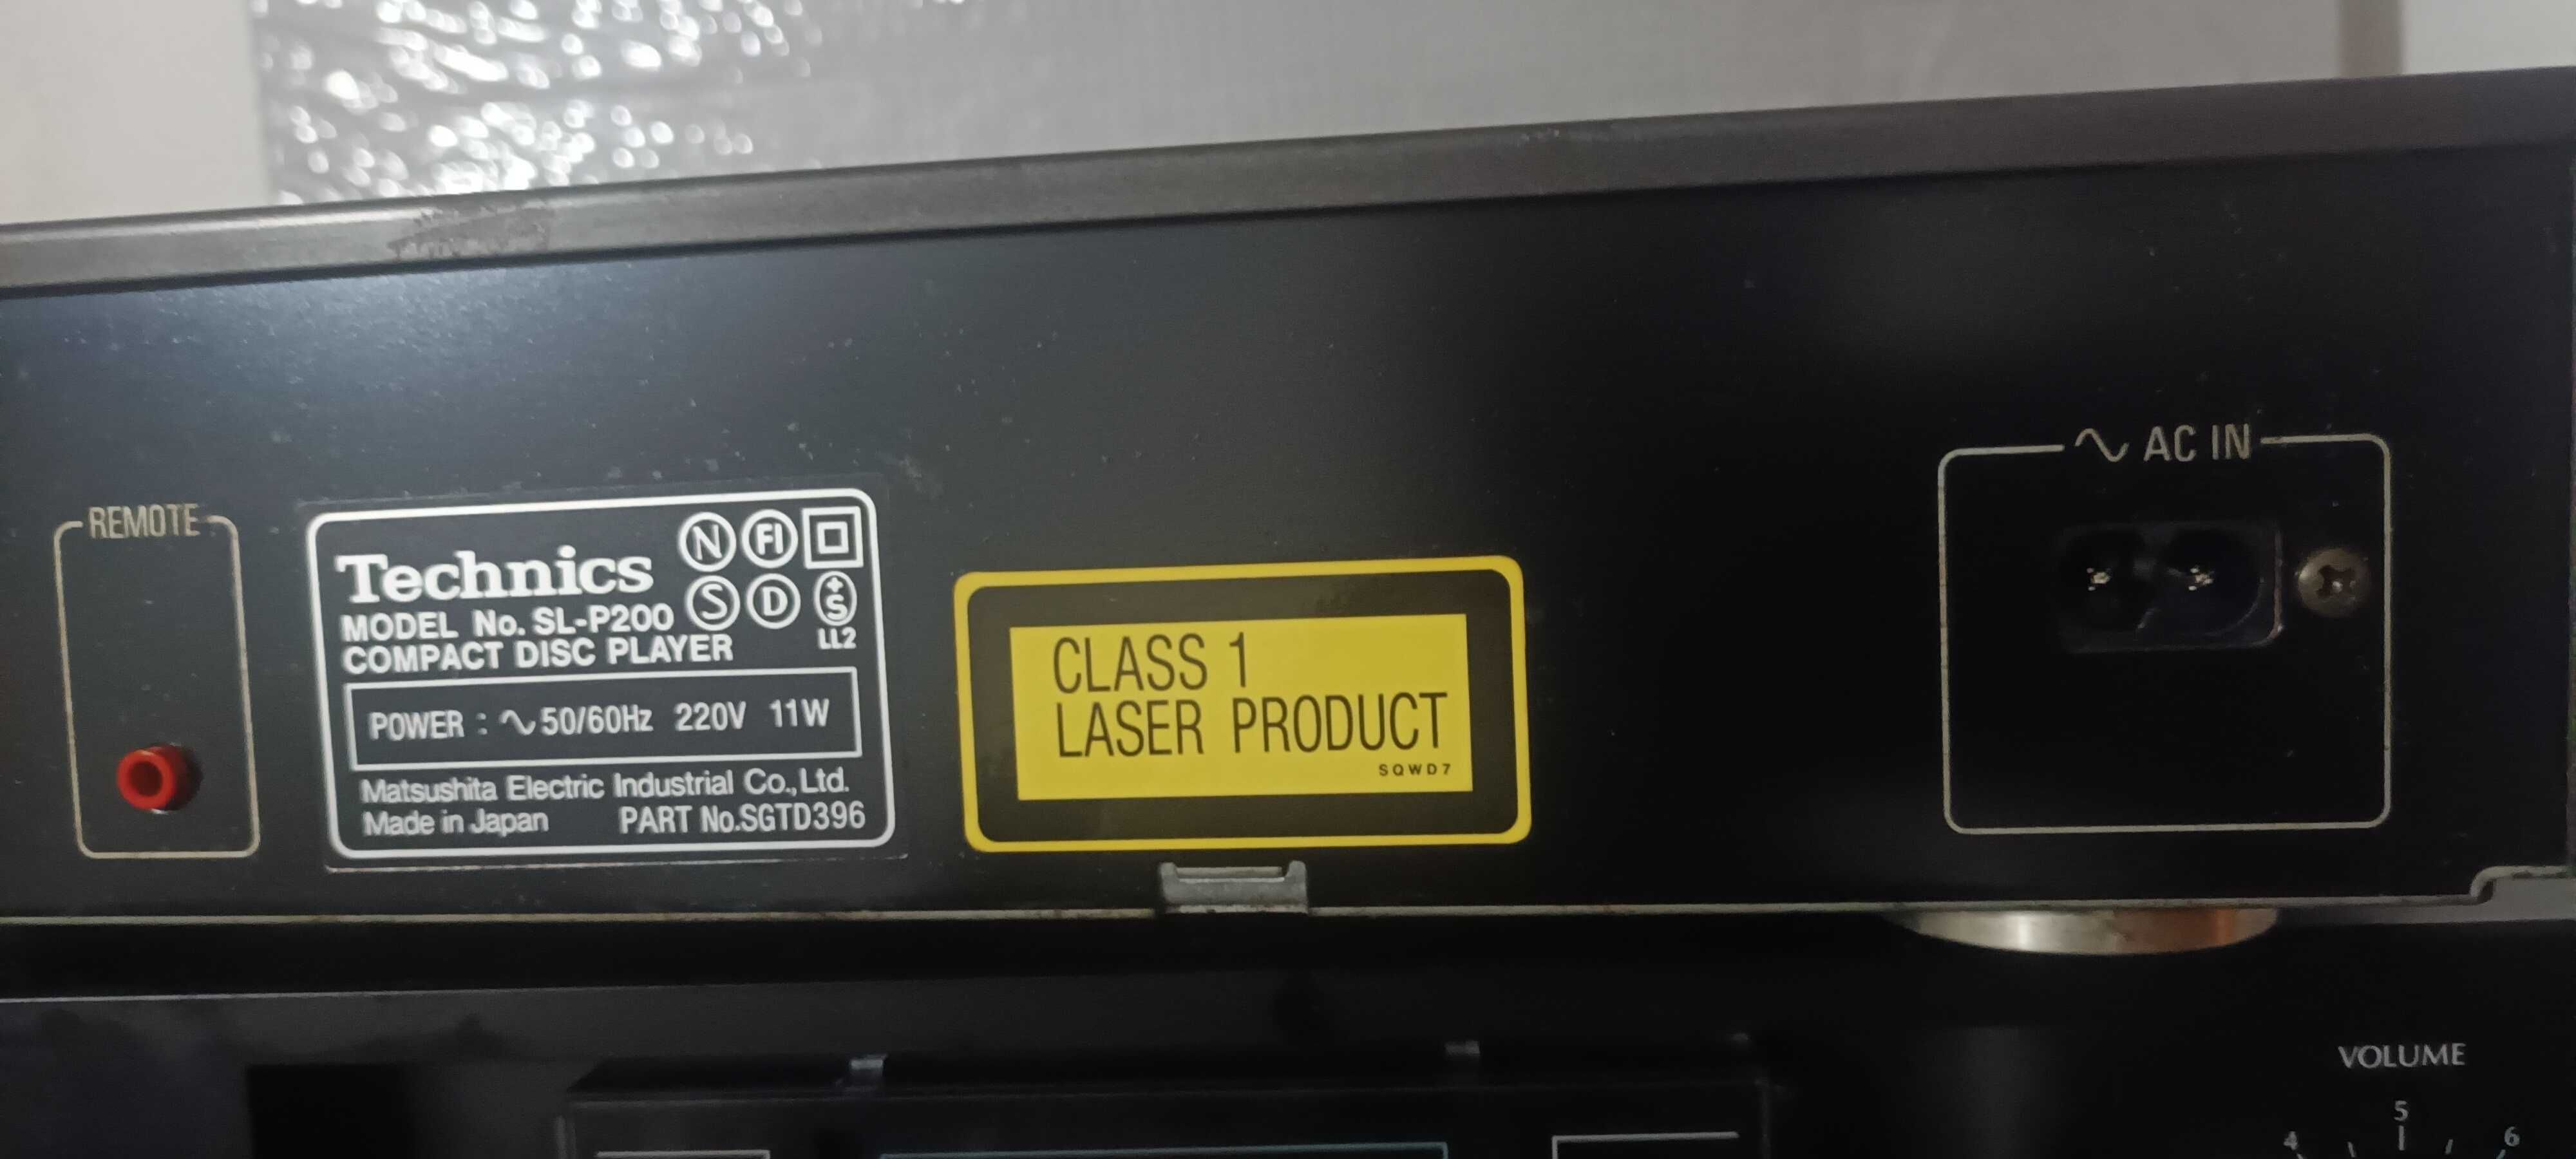 REMOTE
Technics
N FI
S D
+S
LL2
MODEL No. SL-P200
COMPACT DISC PLAYER
POWER : ∿50/60Hz 220V 11W
Matsushita Electric Industrial Co.,Ltd.
Made in Japan PART No.SGTD396
CLASS 1
LASER PRODUCT
SQWD7
∿ AC IN
VOLUME
4 5 6